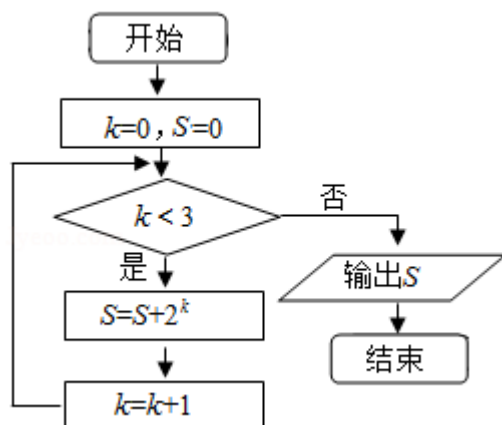 开始
k=0，S=0
k＜3
否
是
输出S
S=S+2^k
结束
k=k+1